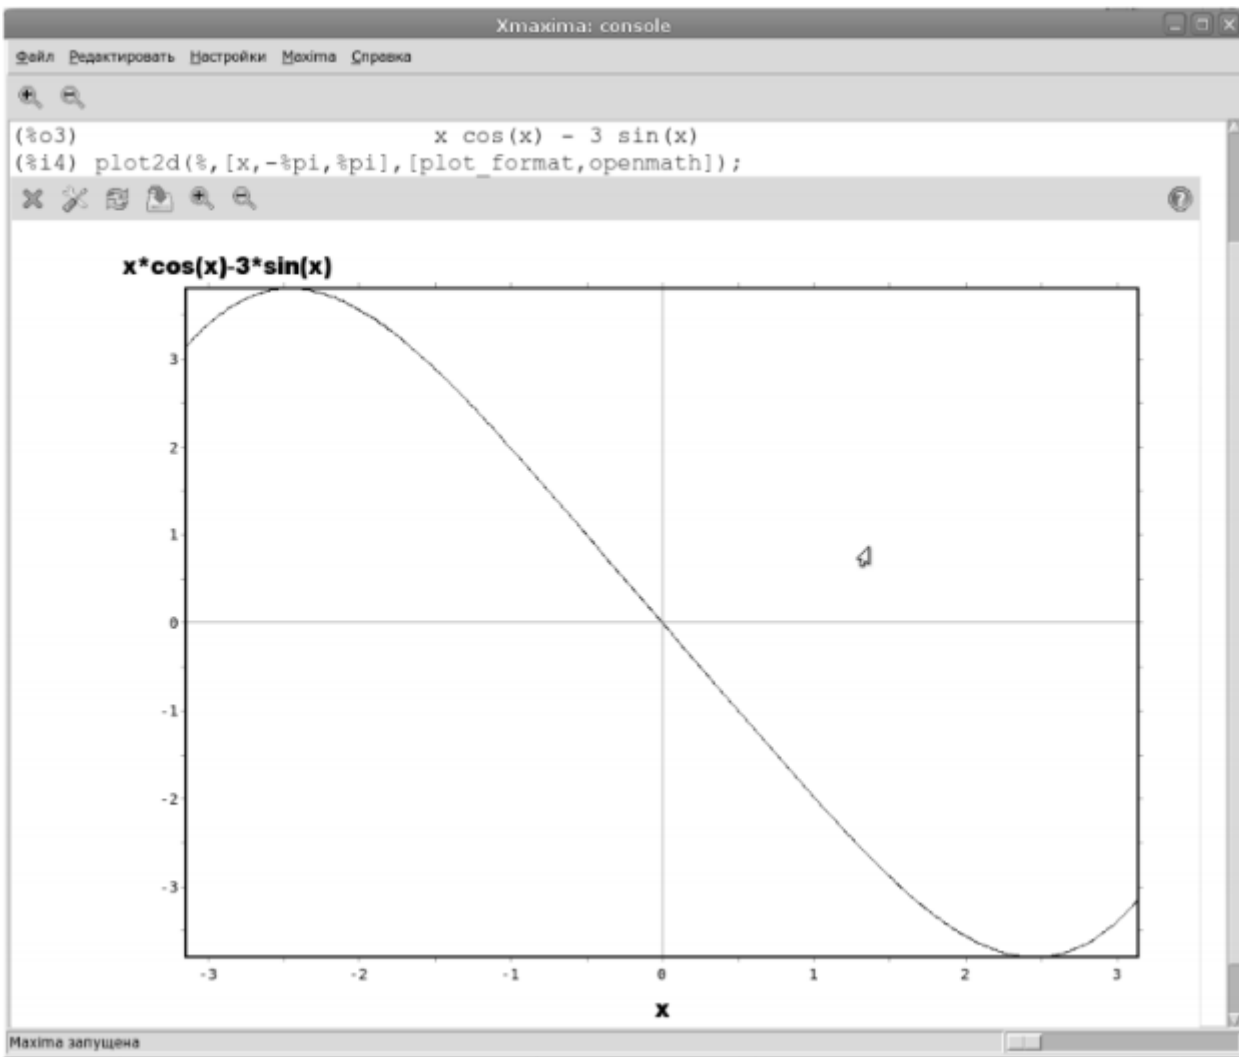 Xmaxima: console
Файл Редактировать Настройки Maxima Справка
(%o3) x cos(x) - 3 sin(x)
(%i4) plot2d(%,[x,-%pi,%pi],[plot_format,openmath]);
x*cos(x)-3*sin(x)
3
2
1
0
-1
-2
-3
-3 -2 -1 0 1 2 3
x
Maxima запущена